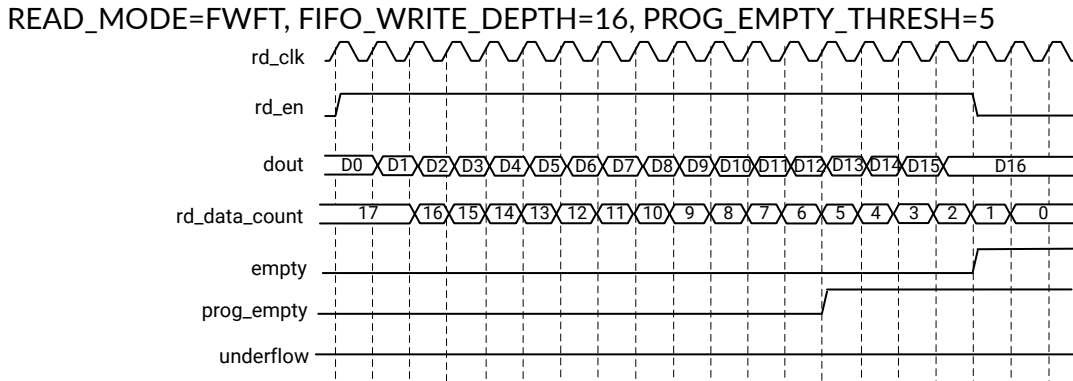 READ_MODE=FWFT, FIFO_WRITE_DEPTH=16, PROG_EMPTY_THRESH=5
rd_clk
rd_en
dout D0 D1 D2 D3 D4 D5 D6 D7 D8 D9 D10 D11 D12 D13 D14 D15 D16
rd_data_count 17 16 15 14 13 12 11 10 9 8 7 6 5 4 3 2 1 0
empty
prog_empty
underflow